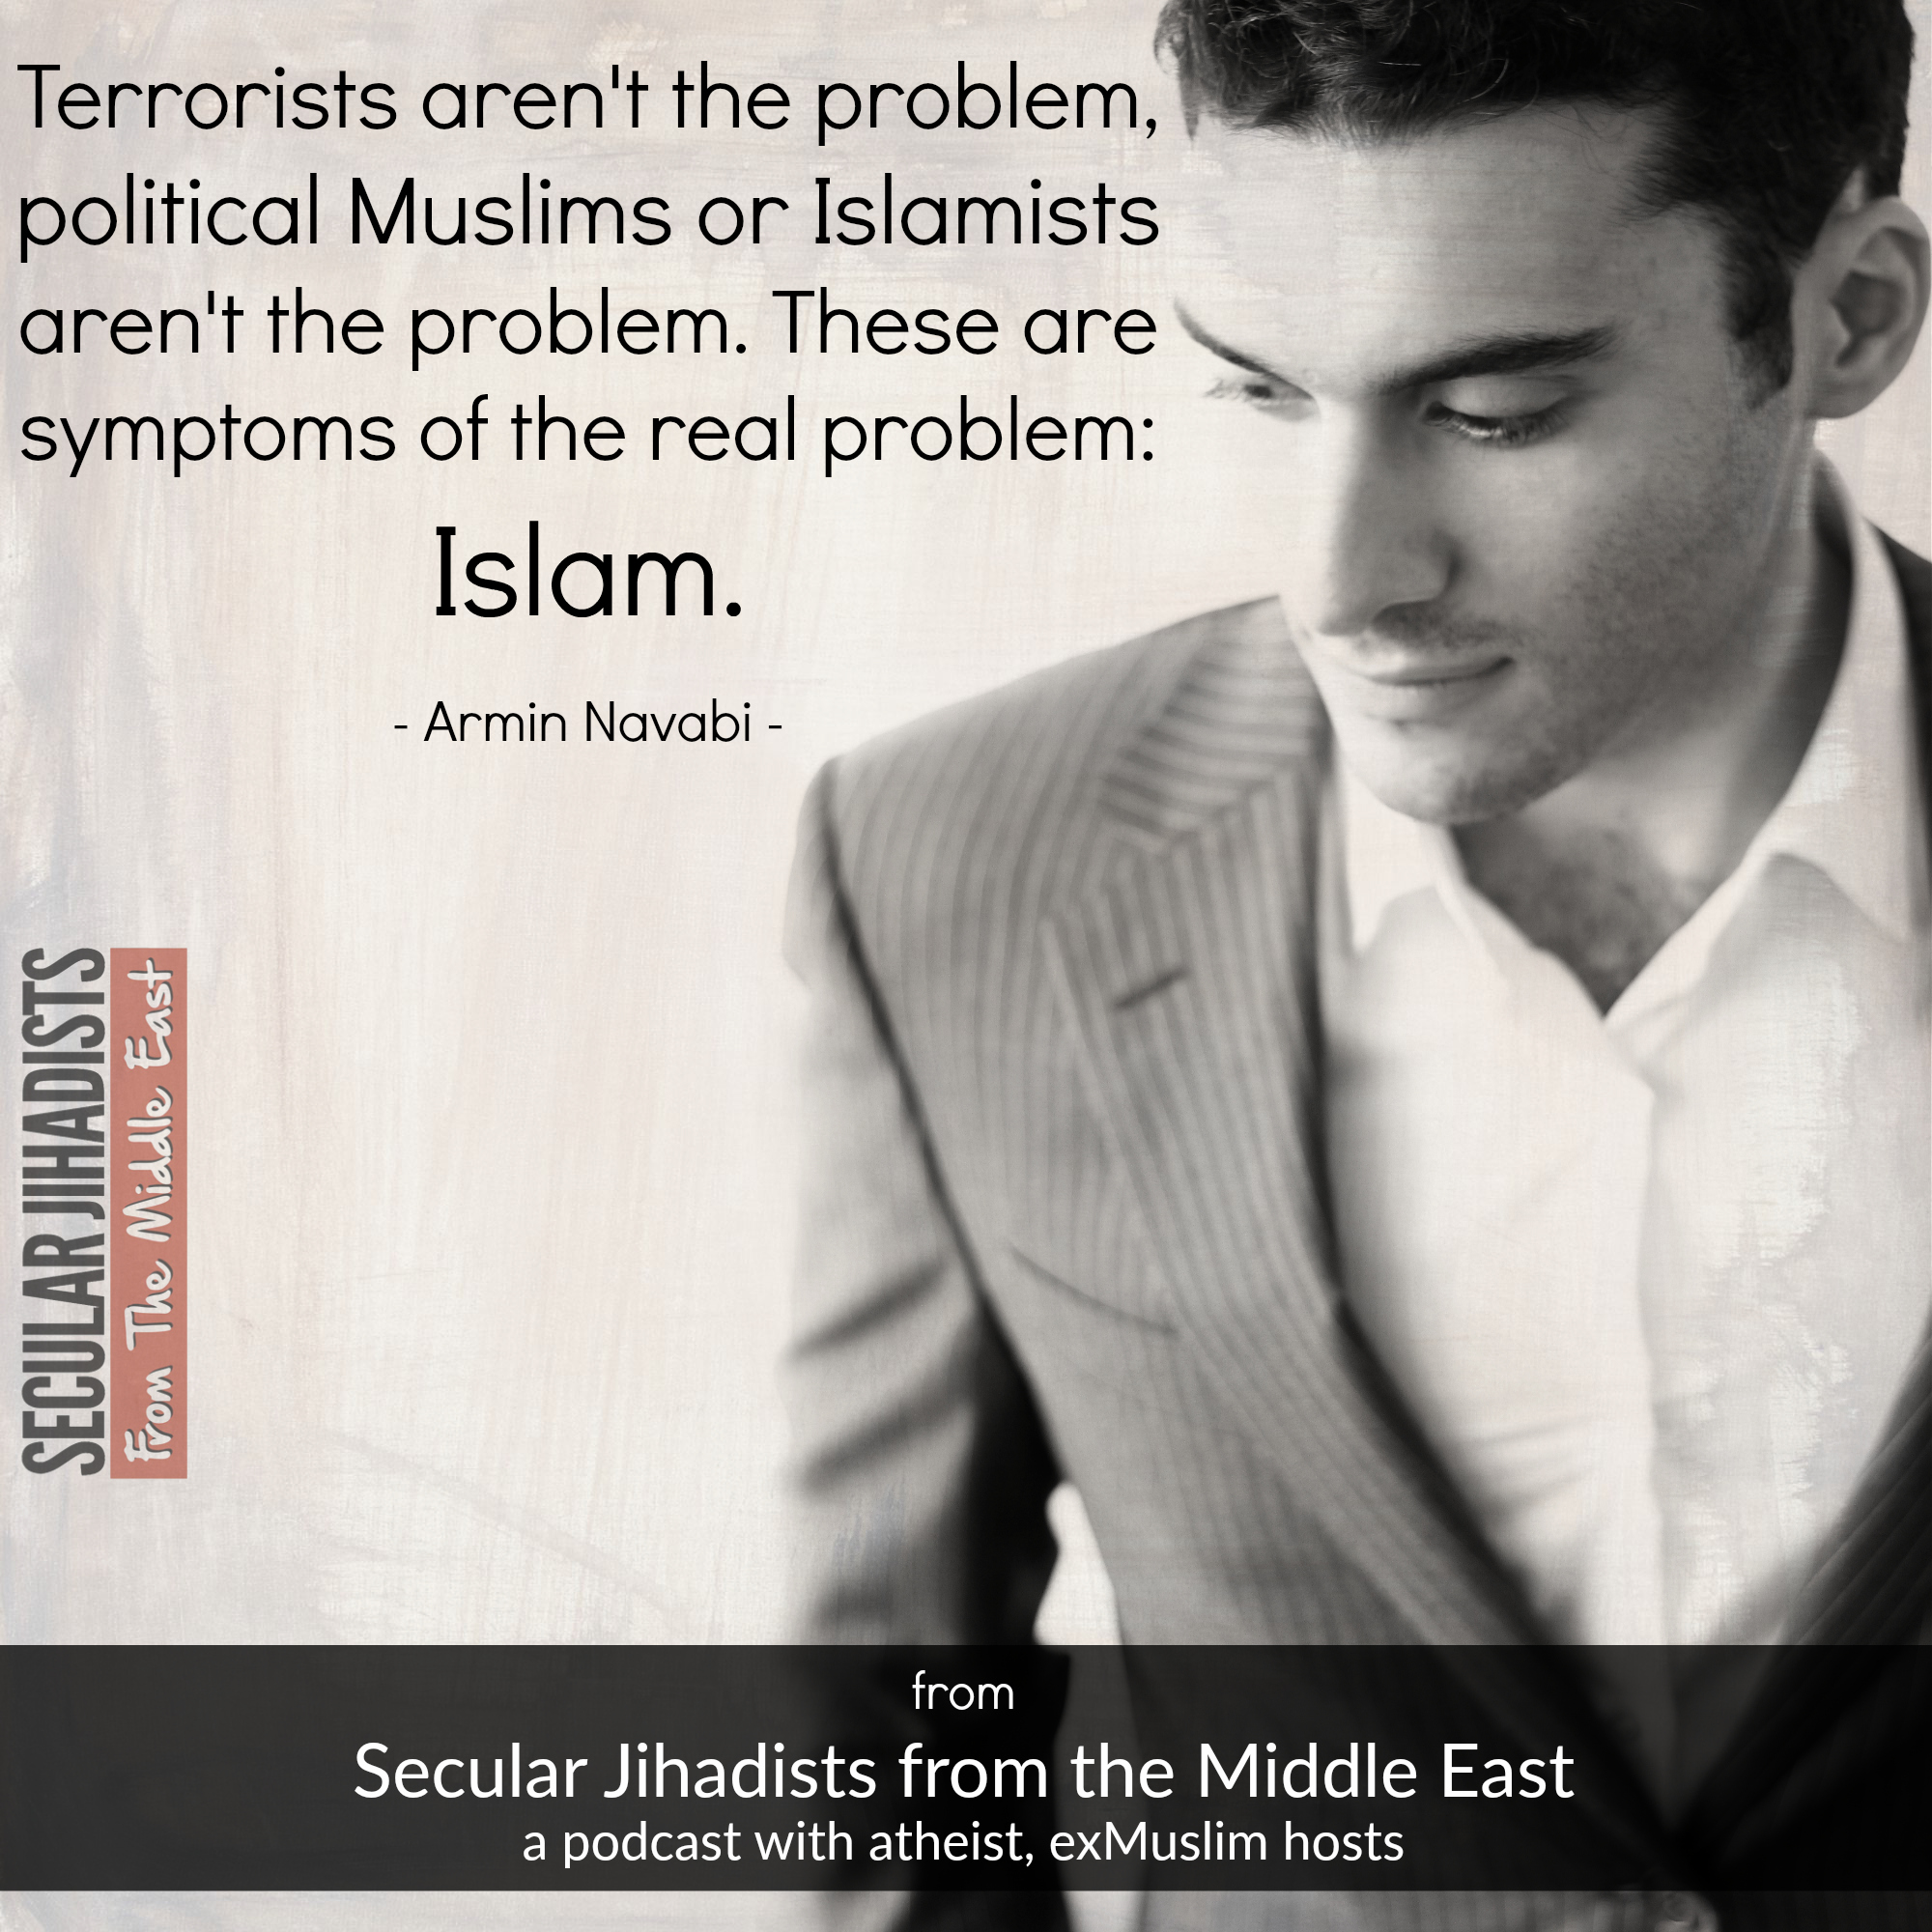 Terrorists aren't the problem,
political Muslims or Islamists
aren't the problem. These are
symptoms of the real problem:
Islam.
- Armin Navabi -
SECULAR JIHADISTS
From The Middle East
from
Secular Jihadists from the Middle East
a podcast with atheist, exMuslim hosts